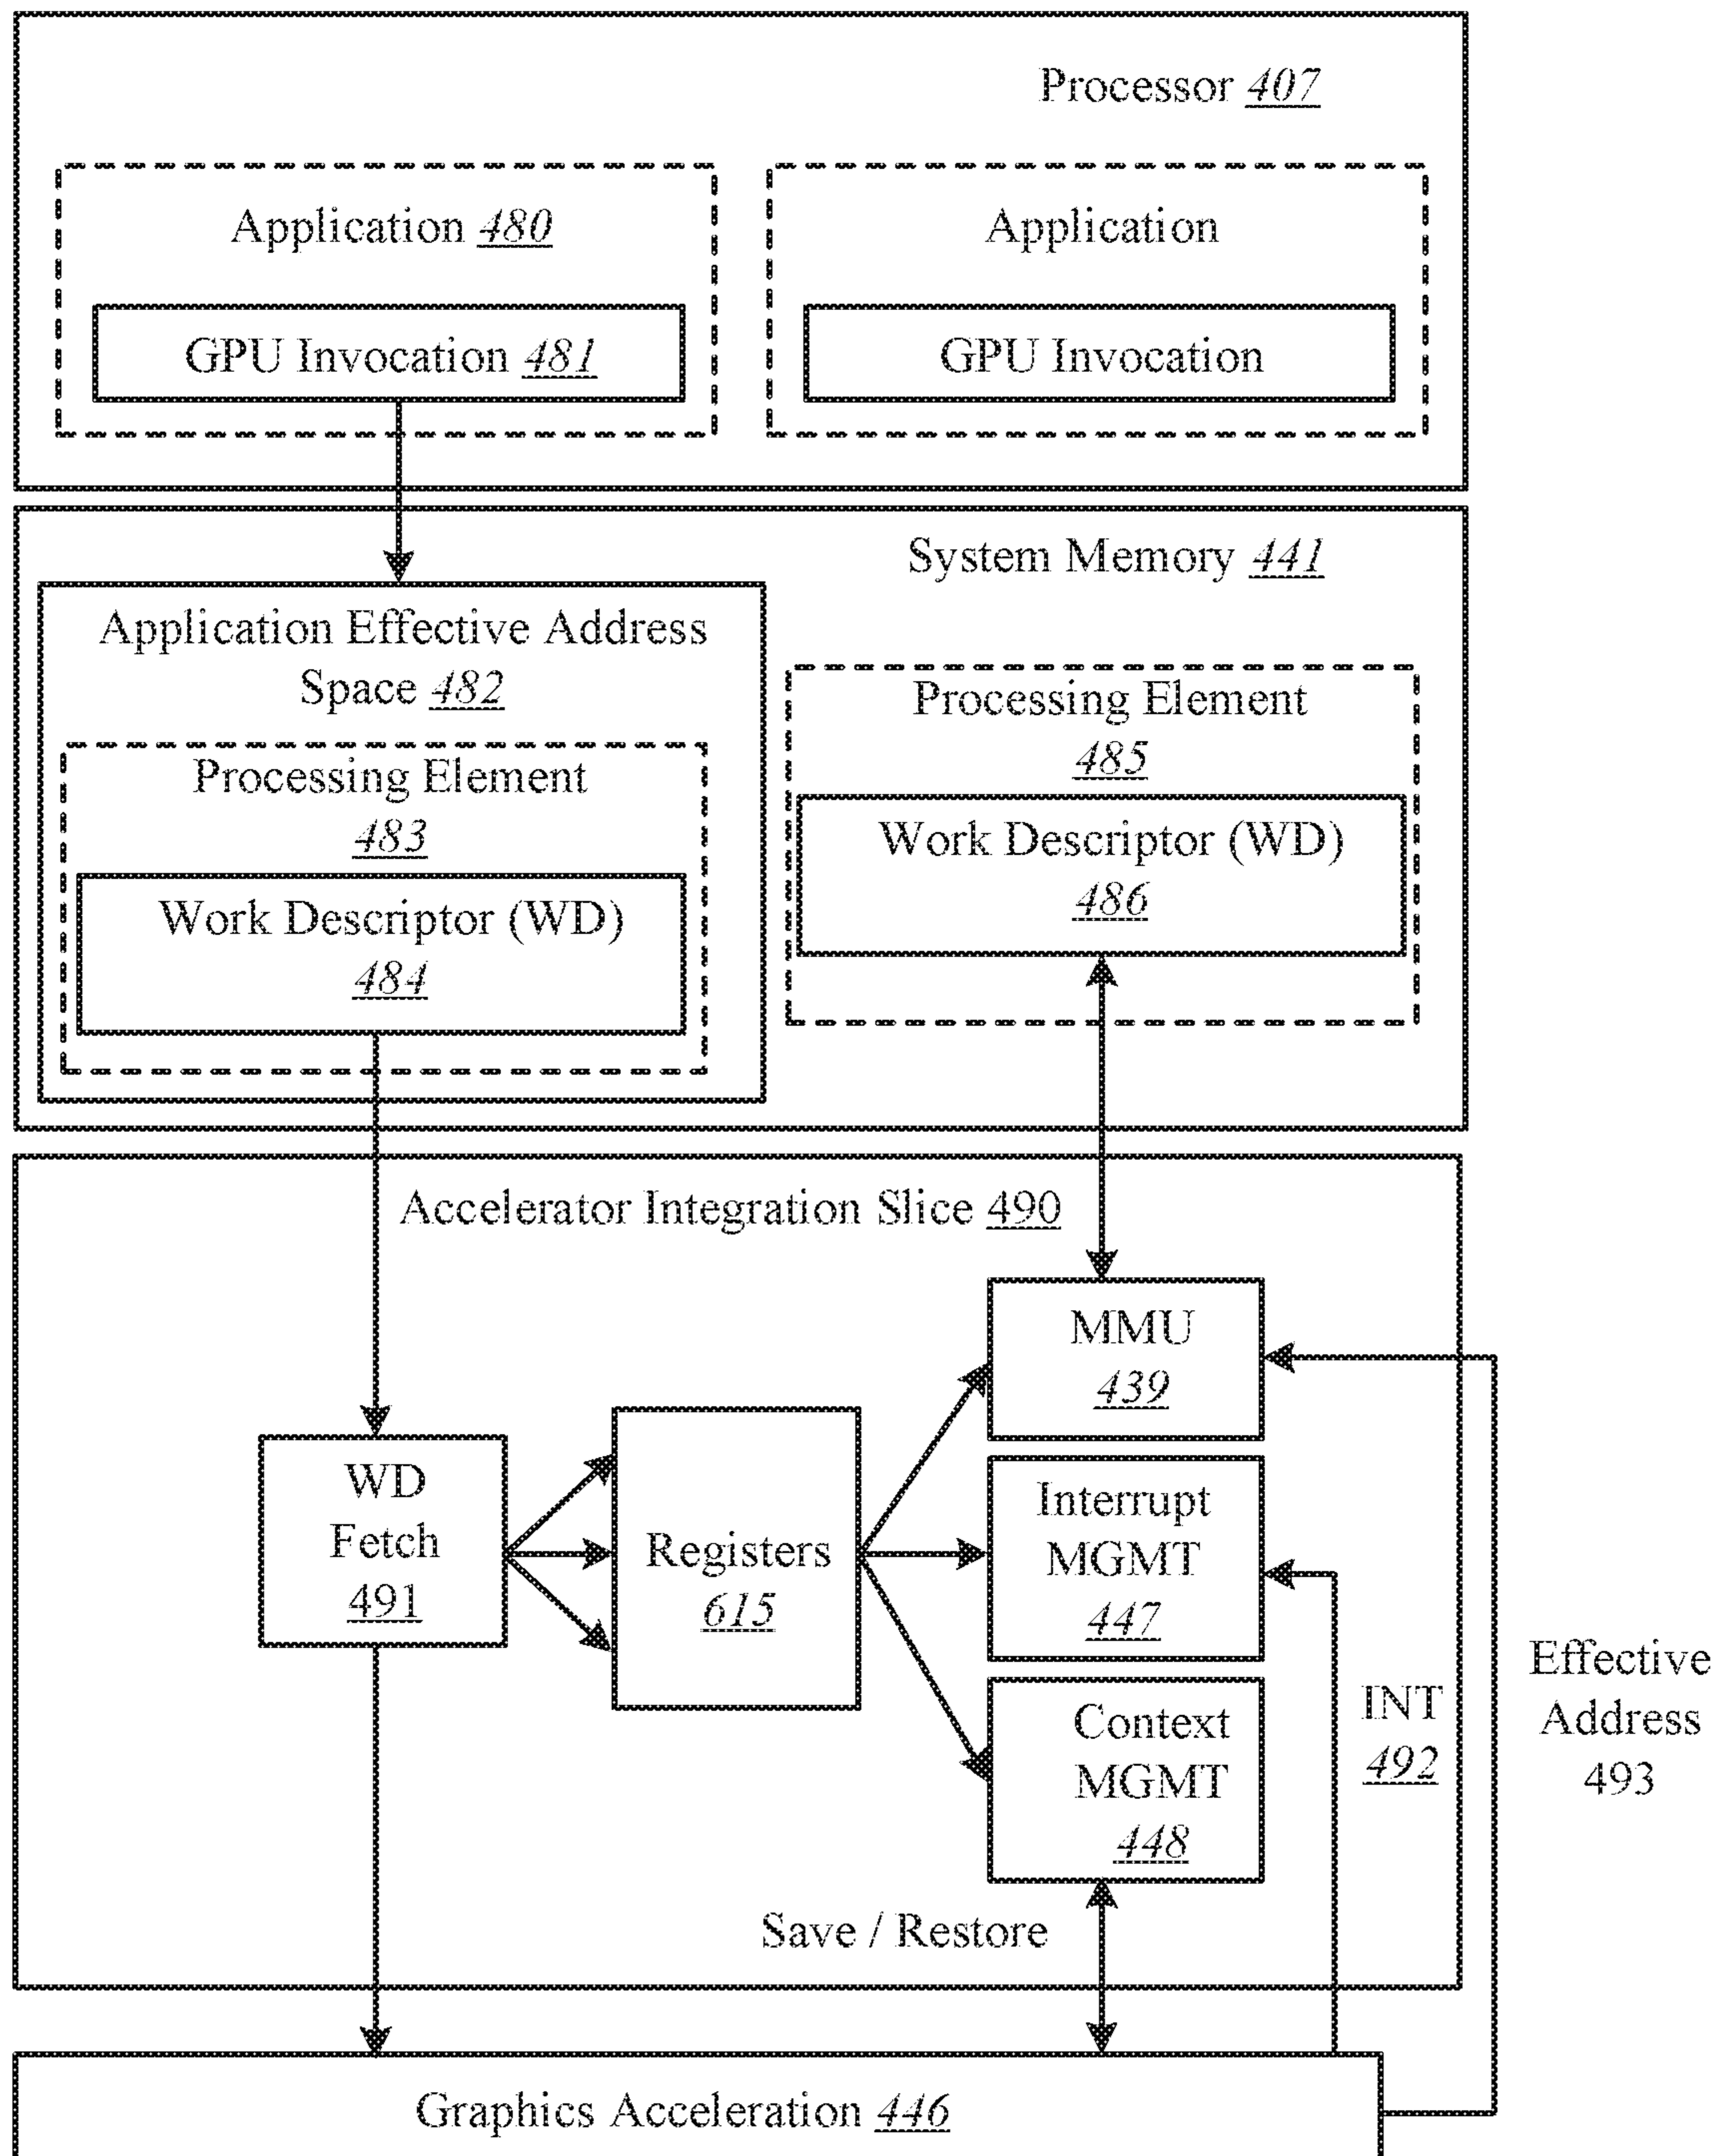 Processor 407
Application 480
Application
GPU Invocation 481
GPU Invocation
System Memory 441
Application Effective Address
Space 482
Processing Element
485
Processing Element
483
Work Descriptor (WD)
486
Work Descriptor (WD)
484
Accelerator Integration Slice 490
MMU
439
WD
Fetch
491
Registers
615
Interrupt
MGMT
447
Effective
Address
493
INT
492
Context
MGMT
448
Save / Restore
Graphics Acceleration 446